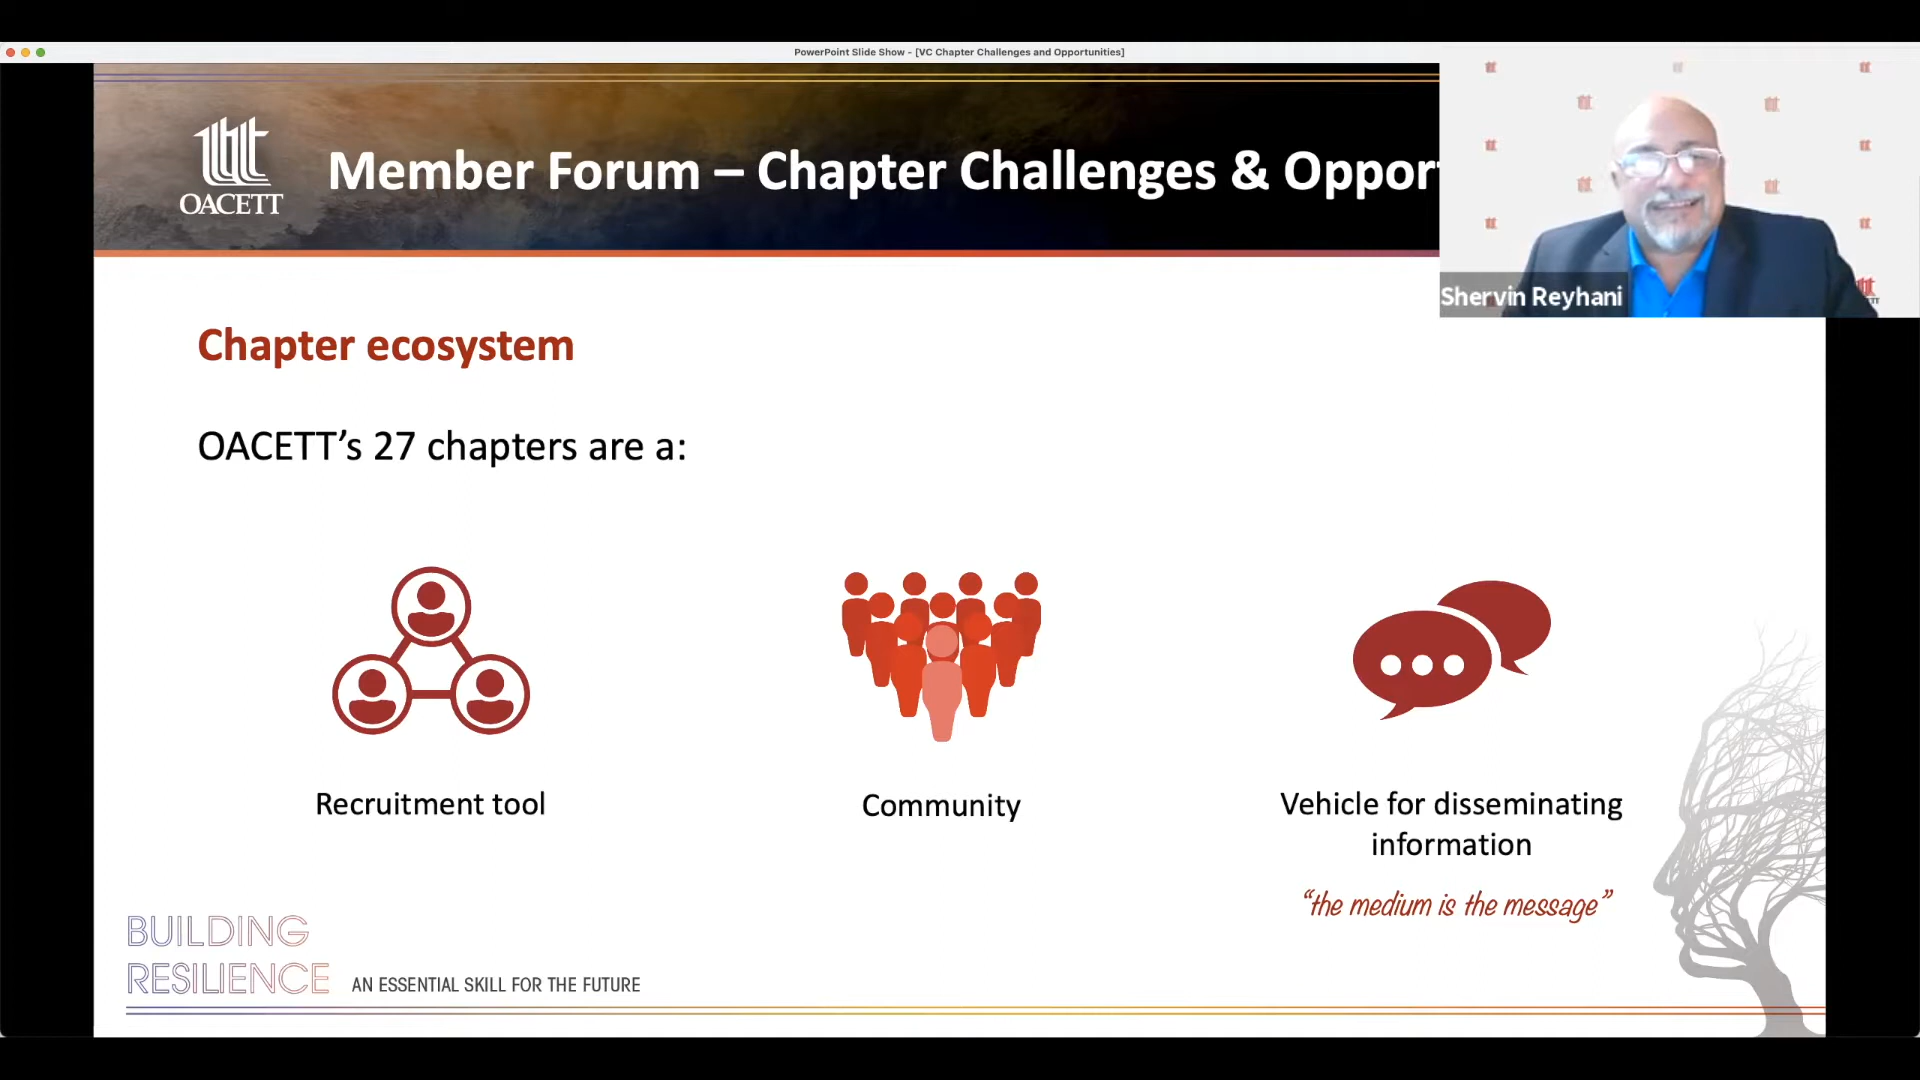 PowerPoint Slide Show - [VC Chapter Challenges and Opportunities]
OACETT
Member Forum – Chapter Challenges & Oppor
Shervin Reyhani
Chapter ecosystem
OACETT’s 27 chapters are a:
Recruitment tool
Community
Vehicle for disseminating
information
“the medium is the message”
BUILDING
RESILIENCE AN ESSENTIAL SKILL FOR THE FUTURE